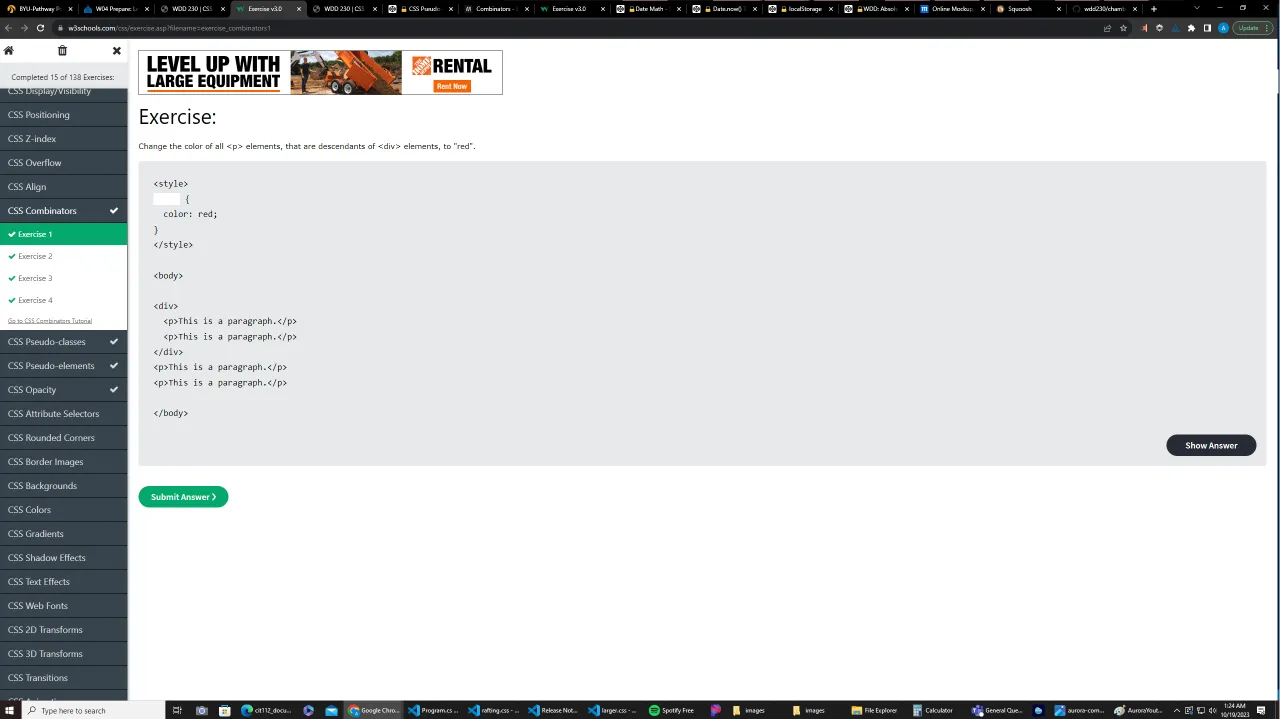 BYU-Pathway P
W04 Prepare: L
WDD 230 | CSS
Exercise v3.0
WDD 230 | CSS
CSS Pseudo-
Combinators -
Exercise v3.0
Date Math -
Date.now()
localStorage
WDD: Absol
Online Mockup
Squoosh
wdd230/chamb
w3schools.com/css/exercise.asp?filename=exercise_combinators1
Update
Completed 15 of 138 Exercises:
CSS Display/Visibility
CSS Positioning
CSS Z-index
CSS Overflow
CSS Align
CSS Combinators
Exercise 1
Exercise 2
Exercise 3
Exercise 4
Go to CSS Combinators Tutorial
CSS Pseudo-classes
CSS Pseudo-elements
CSS Opacity
CSS Attribute Selectors
CSS Rounded Corners
CSS Border Images
CSS Backgrounds
CSS Colors
CSS Gradients
CSS Shadow Effects
CSS Text Effects
CSS Web Fonts
CSS 2D Transforms
CSS 3D Transforms
CSS Transitions
LEVEL UP WITH
LARGE EQUIPMENT
RENTAL
Rent Now
Exercise:
Change the color of all <p> elements, that are descendants of <div> elements, to "red".
<style>
{
color: red;
}
</style>
<body>
<div>
<p>This is a paragraph.</p>
<p>This is a paragraph.</p>
</div>
<p>This is a paragraph.</p>
<p>This is a paragraph.</p>
</body>
Show Answer
Submit Answer ❯
Type here to search
cit112_docu...
Google Chro...
Program.cs ...
rafting.css - ...
Release Not...
larger.css - ...
Spotify Free
images
images
File Explorer
Calculator
General Que...
aurora-com...
AuroraYout...
1:24 AM
10/19/2023